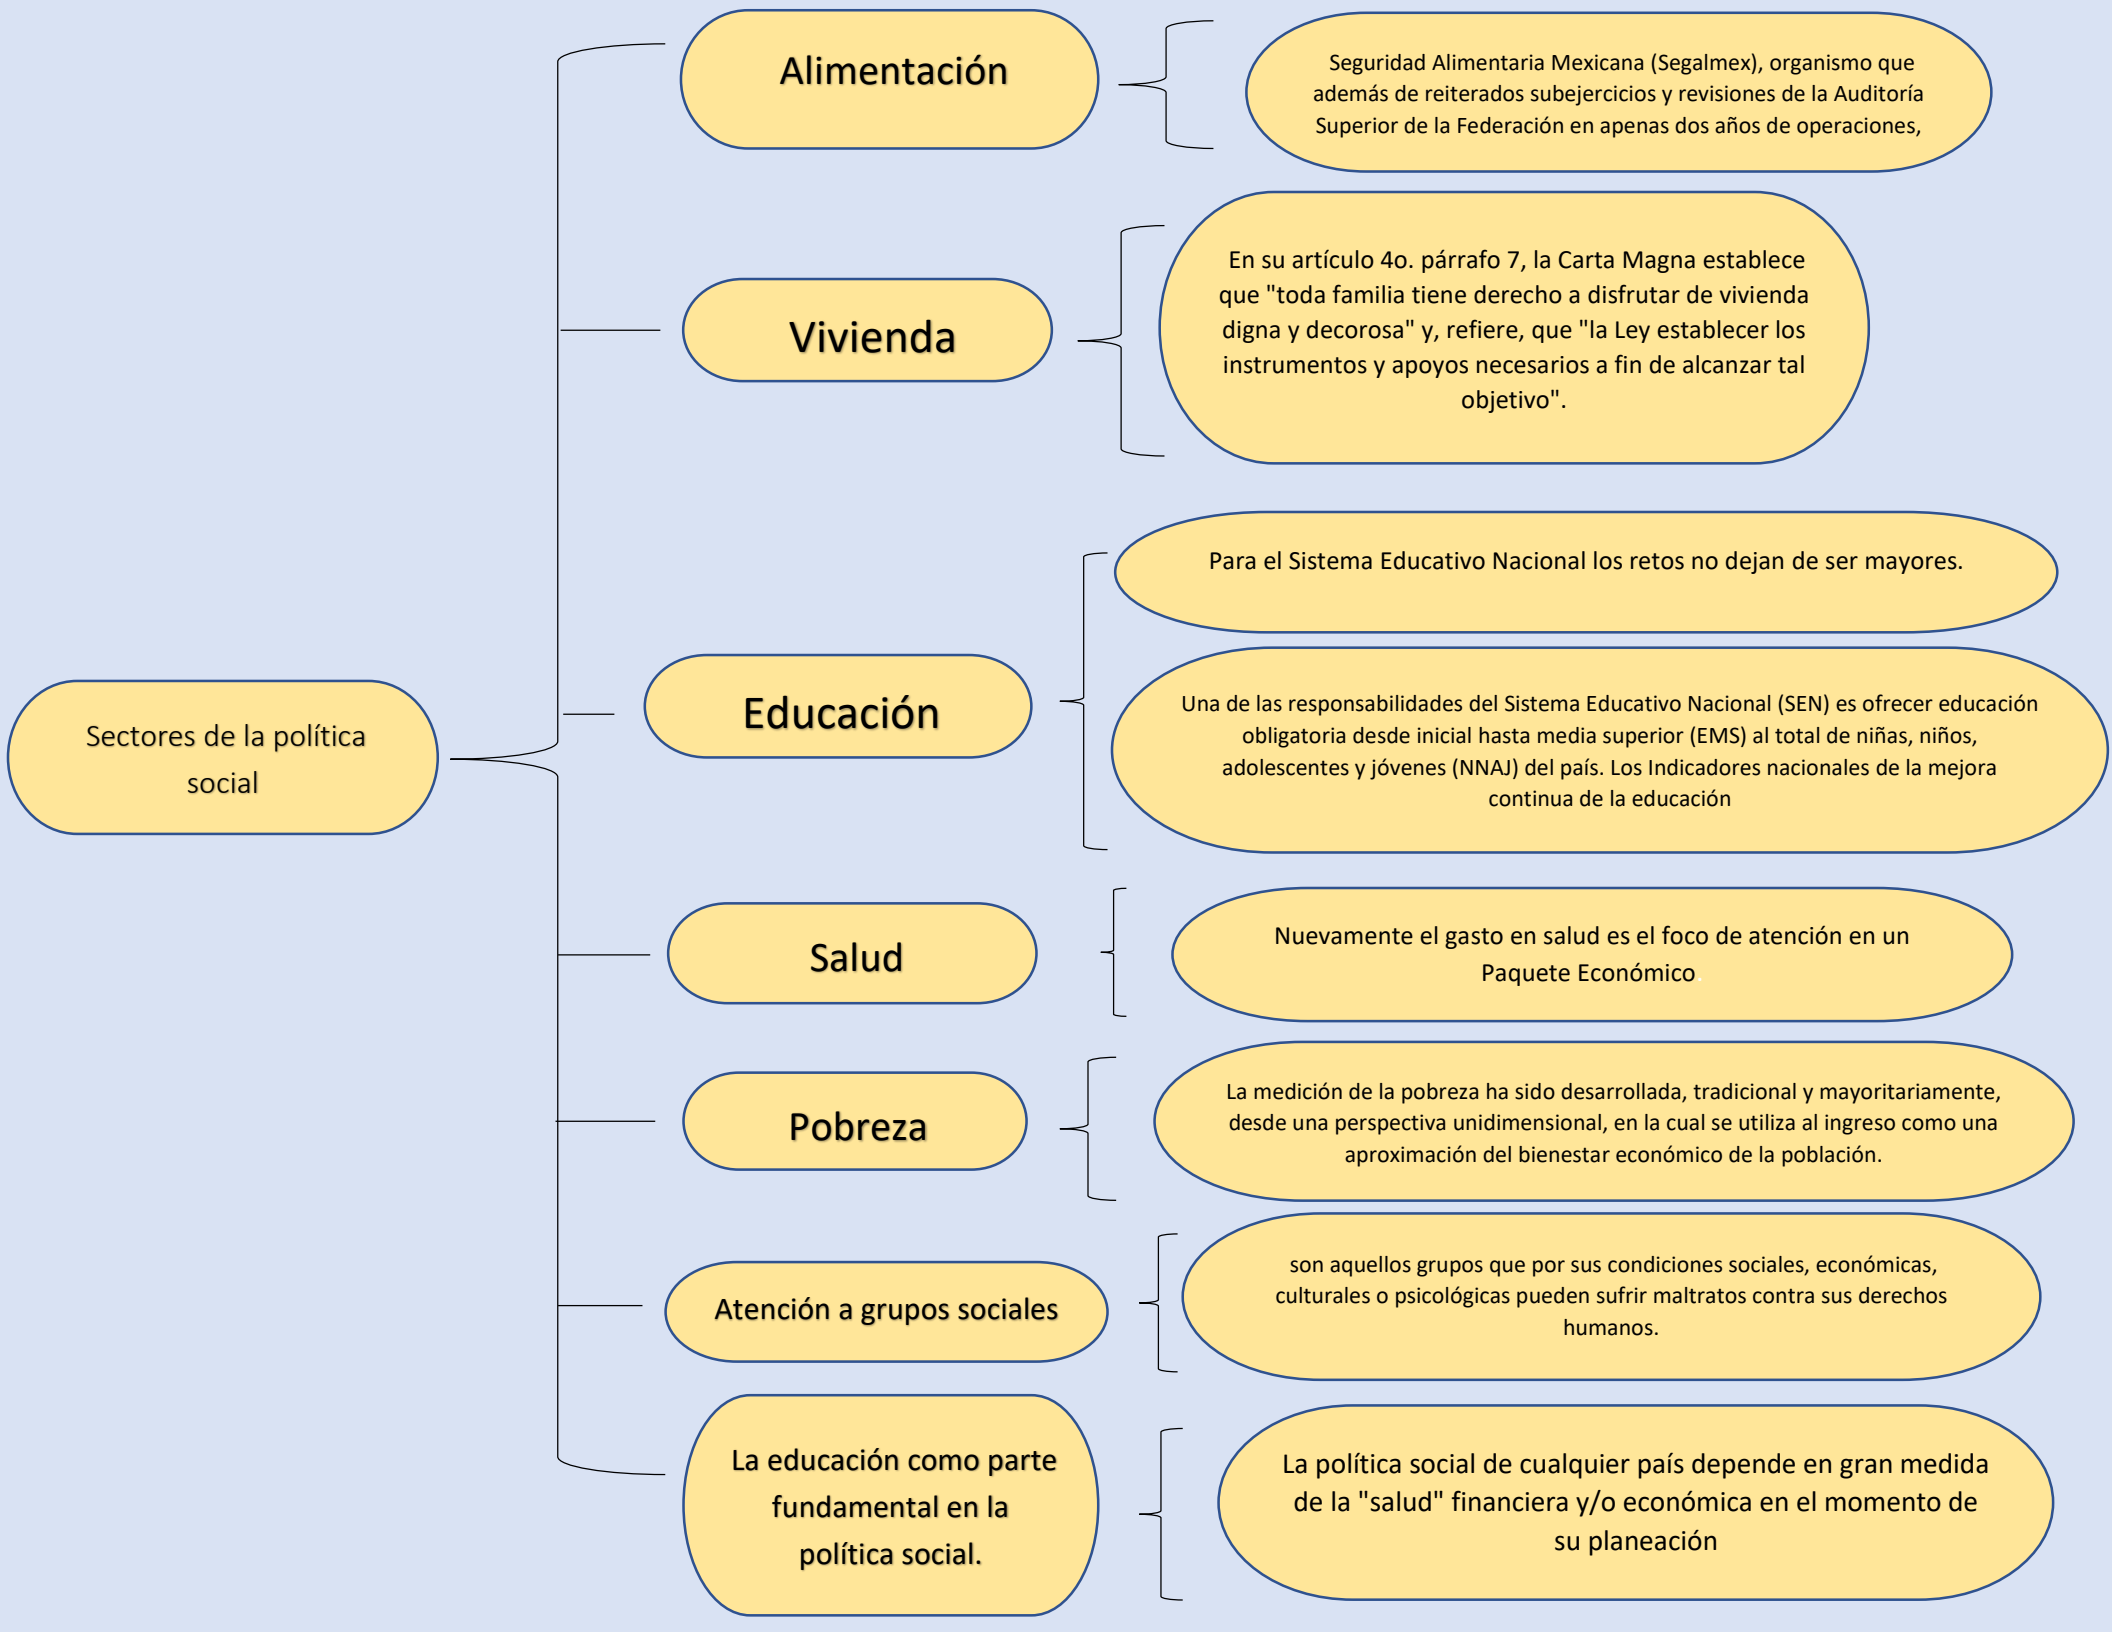 Sectores de la política
social
Alimentación
Seguridad Alimentaria Mexicana (Segalmex), organismo que
además de reiterados subejercicios y revisiones de la Auditoría
Superior de la Federación en apenas dos años de operaciones,
Vivienda
En su artículo 4o. párrafo 7, la Carta Magna establece
que "toda familia tiene derecho a disfrutar de vivienda
digna y decorosa" y, refiere, que "la Ley establecer los
instrumentos y apoyos necesarios a fin de alcanzar tal
objetivo".
Educación
Para el Sistema Educativo Nacional los retos no dejan de ser mayores.
Una de las responsabilidades del Sistema Educativo Nacional (SEN) es ofrecer educación
obligatoria desde inicial hasta media superior (EMS) al total de niñas, niños,
adolescentes y jóvenes (NNAJ) del país. Los Indicadores nacionales de la mejora
continua de la educación
Salud
Nuevamente el gasto en salud es el foco de atención en un
Paquete Económico.
Pobreza
La medición de la pobreza ha sido desarrollada, tradicional y mayoritariamente,
desde una perspectiva unidimensional, en la cual se utiliza al ingreso como una
aproximación del bienestar económico de la población.
Atención a grupos sociales
son aquellos grupos que por sus condiciones sociales, económicas,
culturales o psicológicas pueden sufrir maltratos contra sus derechos
humanos.
La educación como parte
fundamental en la
política social.
La política social de cualquier país depende en gran medida
de la "salud" financiera y/o económica en el momento de
su planeación